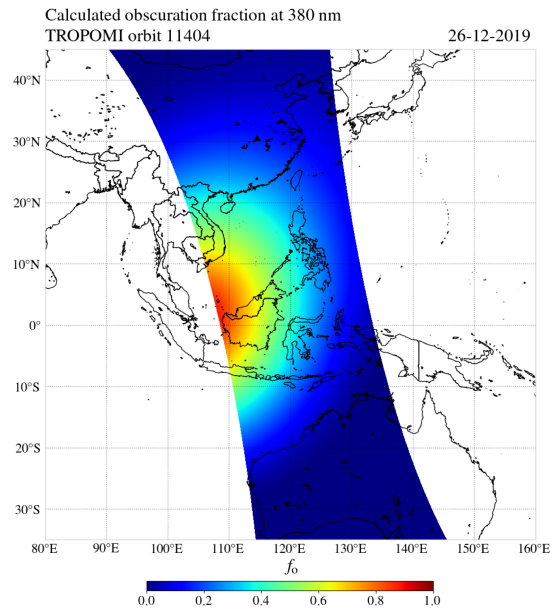 Calculated obscuration fraction at 380 nm
TROPOMI orbit 11404 26-12-2019
40°N
30°N
20°N
10°N
0°
10°S
20°S
30°S
80°E 90°E 100°E 110°E 120°E 130°E 140°E 150°E 160°E
fo
0.0 0.2 0.4 0.6 0.8 1.0